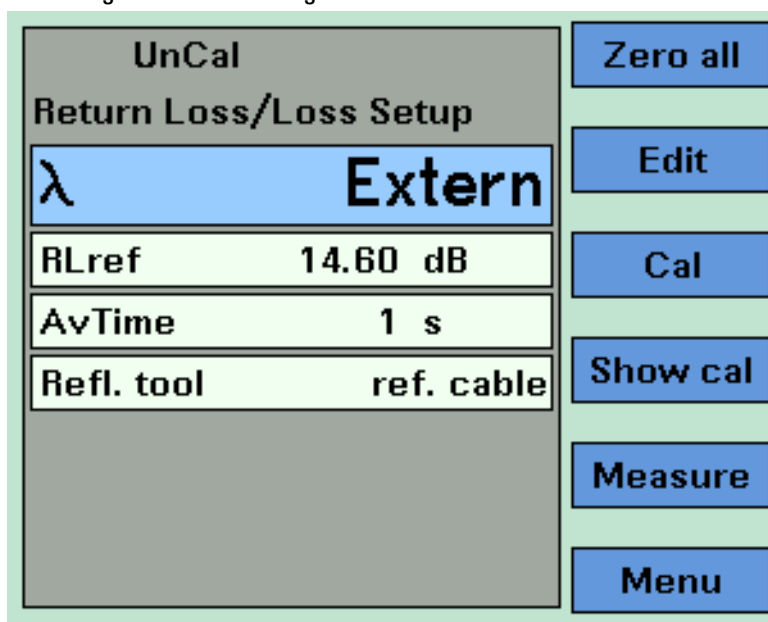 UnCal
Return Loss/Loss Setup
λ Extern
RLref 14.60 dB
AvTime 1 s
Refl. tool ref. cable
Zero all
Edit
Cal
Show cal
Measure
Menu